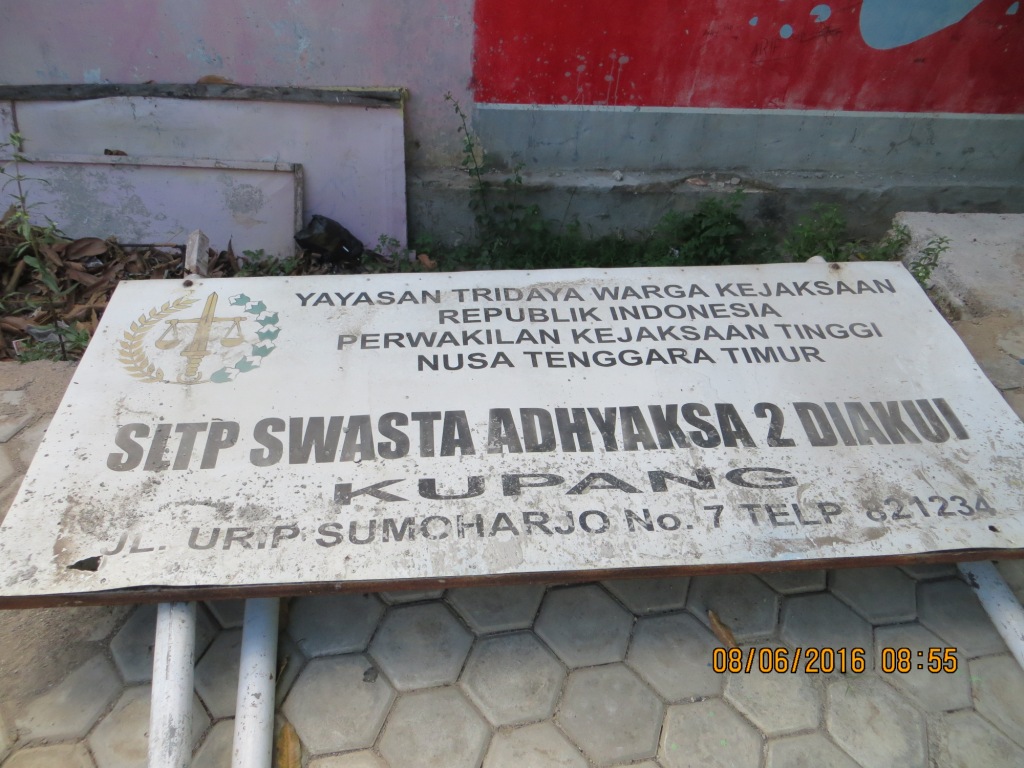 YAYASAN TRIDAYA WARGA KEJAKSAAN
REPUBLIK INDONESIA
PERWAKILAN KEJAKSAAN TINGGI
NUSA TENGGARA TIMUR
SLTP SWASTA ADHYAKSA 2 DIAKUI
KUPANG
JL. URIP SUMOHARJO No. 7 TELP 821234
08/06/2016 08:55